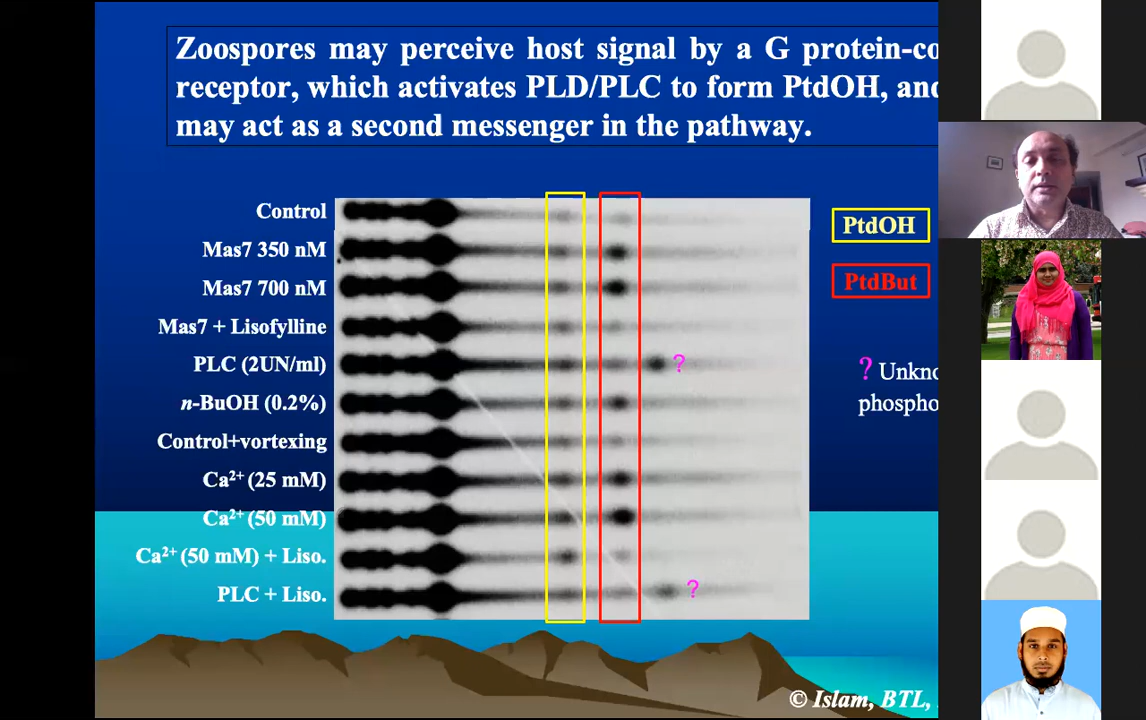 Zoospores may perceive host signal by a G protein-co
receptor, which activates PLD/PLC to form PtdOH, and
may act as a second messenger in the pathway.
Control
Mas7 350 nM
Mas7 700 nM
Mas7 + Lisofylline
PLC (2UN/ml)
n-BuOH (0.2%)
Control+vortexing
Ca²⁺ (25 mM)
Ca²⁺ (50 mM)
Ca²⁺ (50 mM) + Liso.
PLC + Liso.
?
?
PtdOH
PtdBut
? Unkno
phospho
© Islam, BTL,